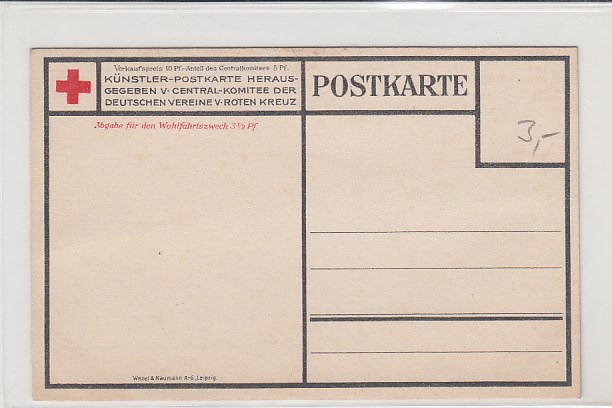 Verkaufspreis 10 Pf.-Anteil des Centralkomitees 5 Pf.
KÜNSTLER-POSTKARTE HERAUS-
GEGEBEN V· CENTRAL-KOMITEE DER
DEUTSCHEN VEREINE V·ROTEN KREUZ
Abgabe für den Wohlfahrtszweck 3½ Pf
POSTKARTE
3,-
Wezel & Naumann A-G., Leipzig.